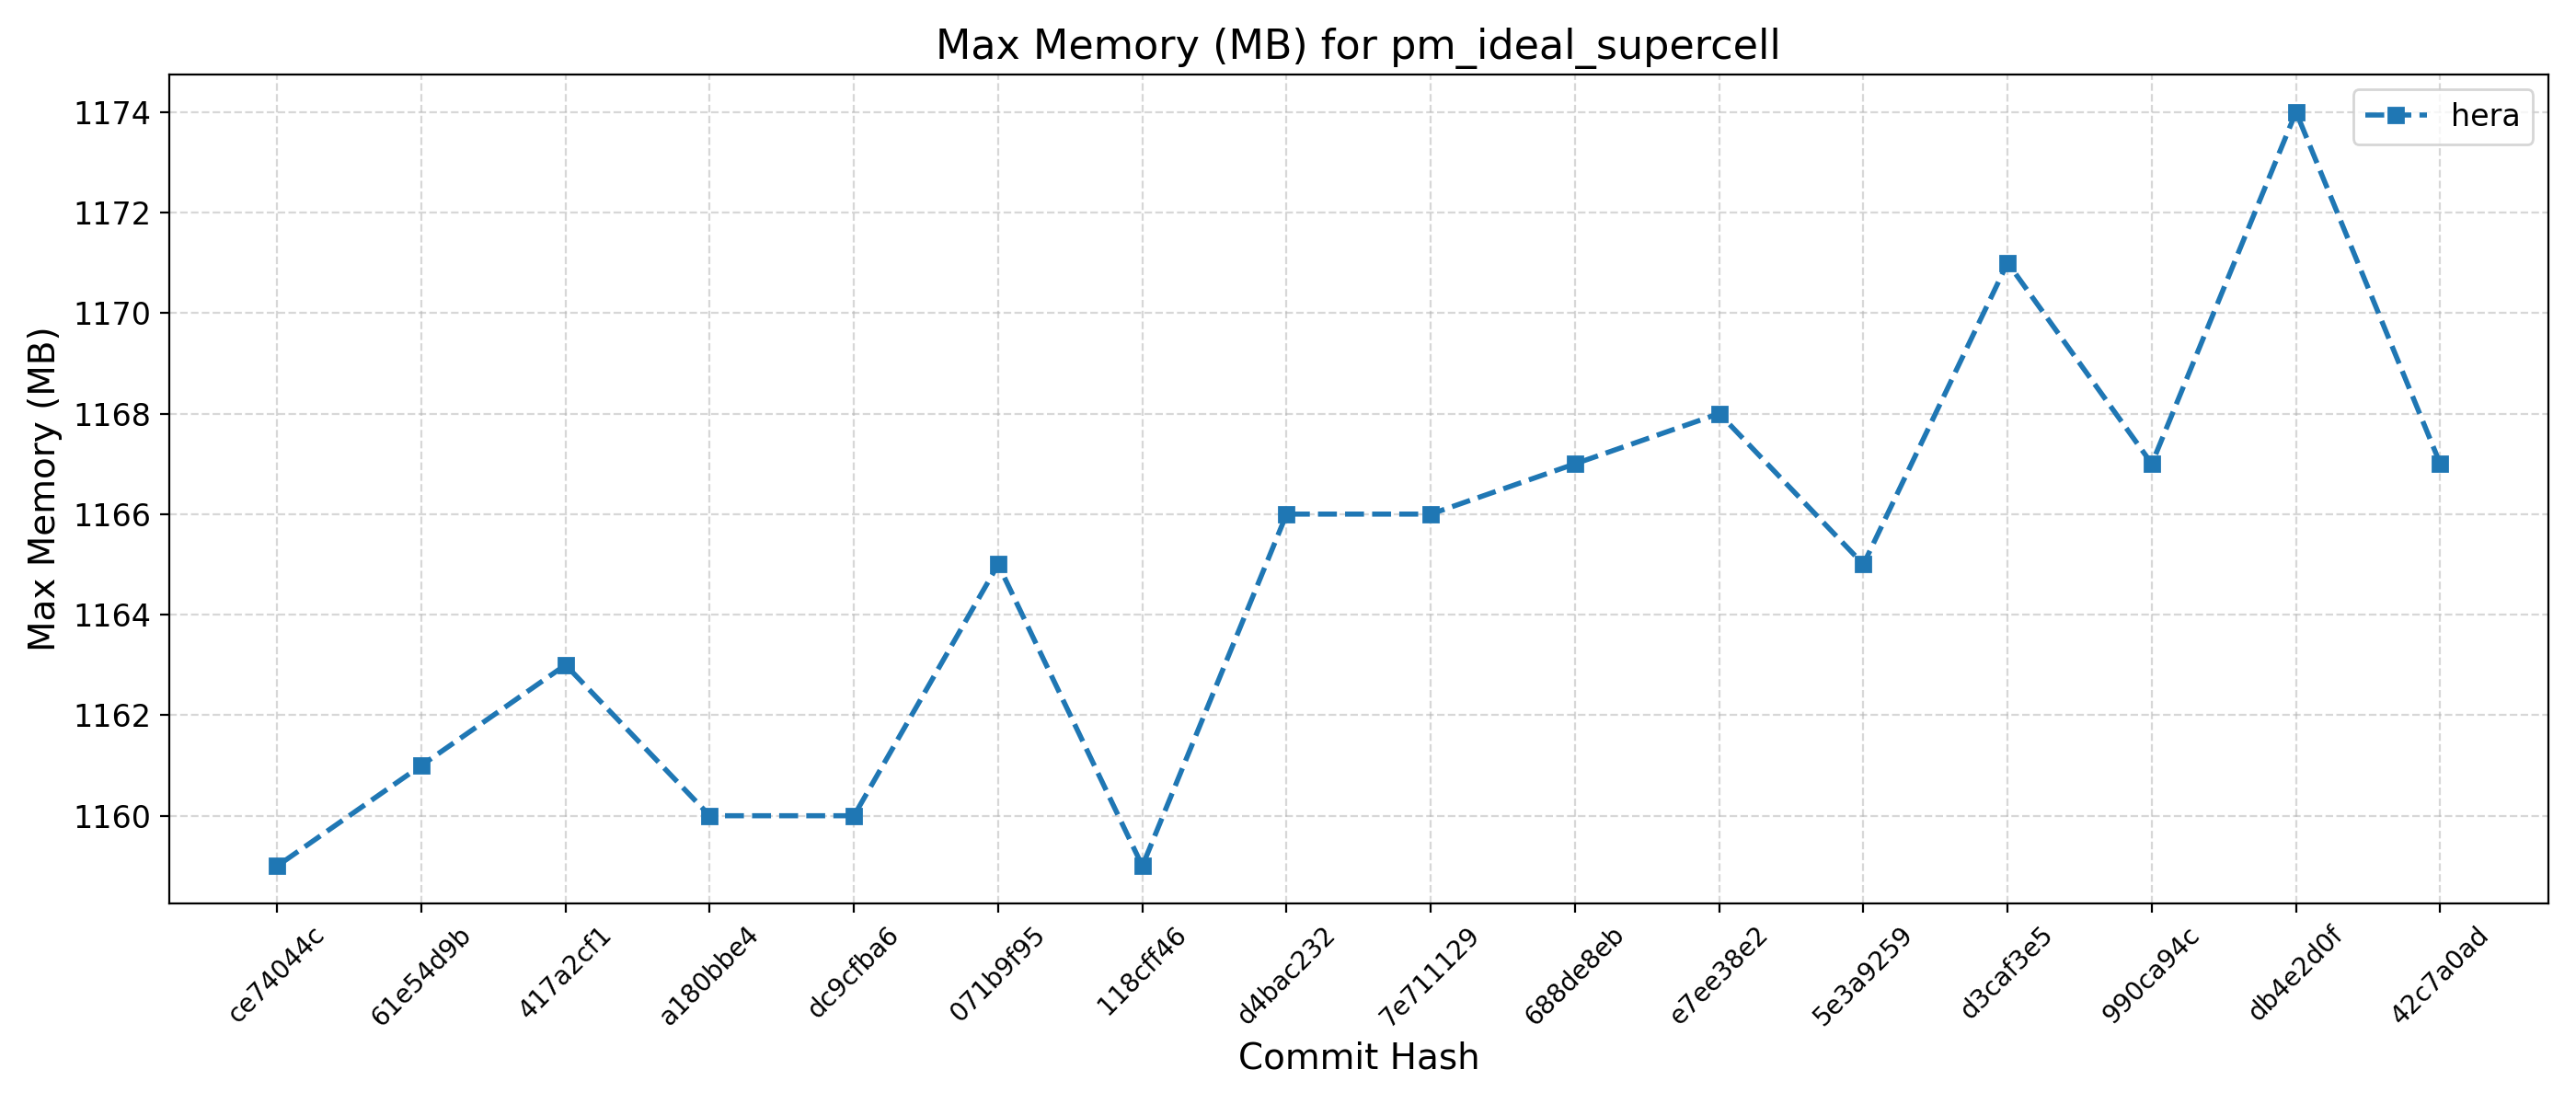 Max Memory (MB) for pm_ideal_supercell
hera
Max Memory (MB)
1174
1172
1170
1168
1166
1164
1162
1160
ce74044c
61e54d9b
417a2cf1
a180bbe4
dc9cfba6
071b9f95
118cff46
d4bac232
7e711129
688de8eb
e7ee38e2
5e3a9259
d3caf3e5
990ca94c
db4e2d0f
42c7a0ad
Commit Hash